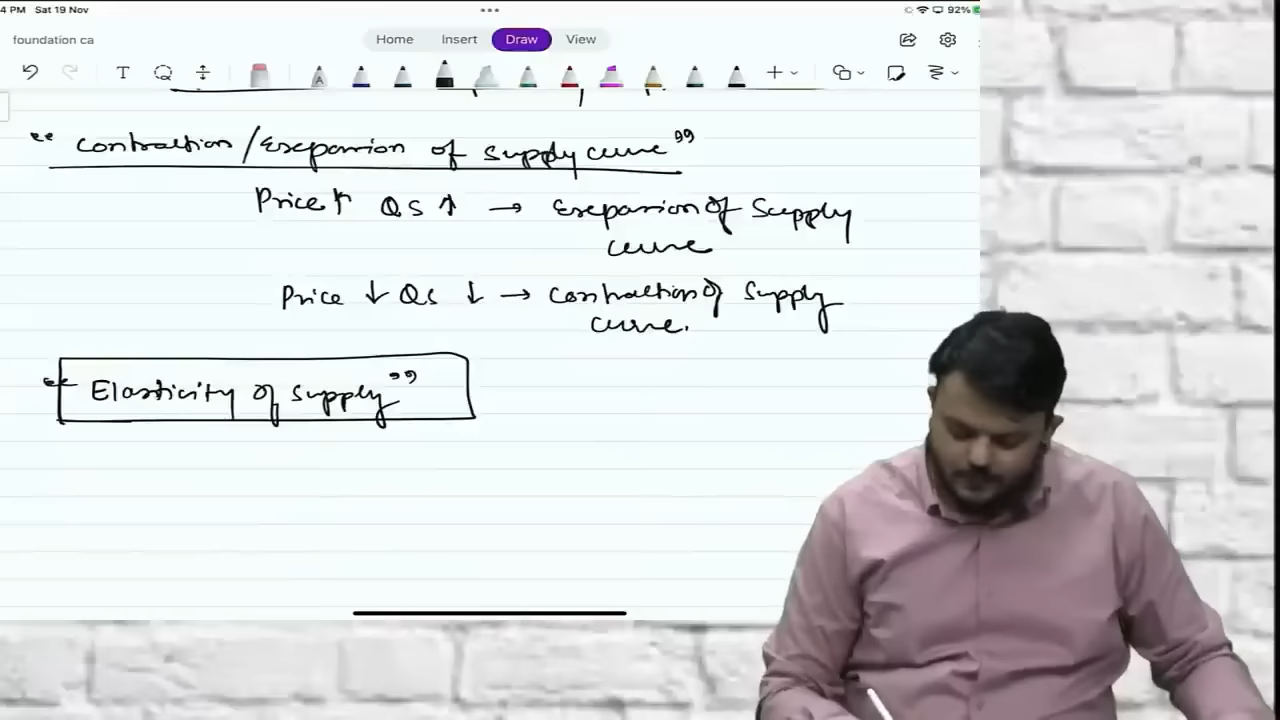 4 PM Sat 19 Nov
92%
foundation ca
Home Insert Draw View
T
A
"Contraction/Expansion of supply curve"
Price↑ QS ↑ → Expansion of Supply
curve
Price ↓ QS ↓ → Contraction of Supply
curve.
"Elasticity of supply"